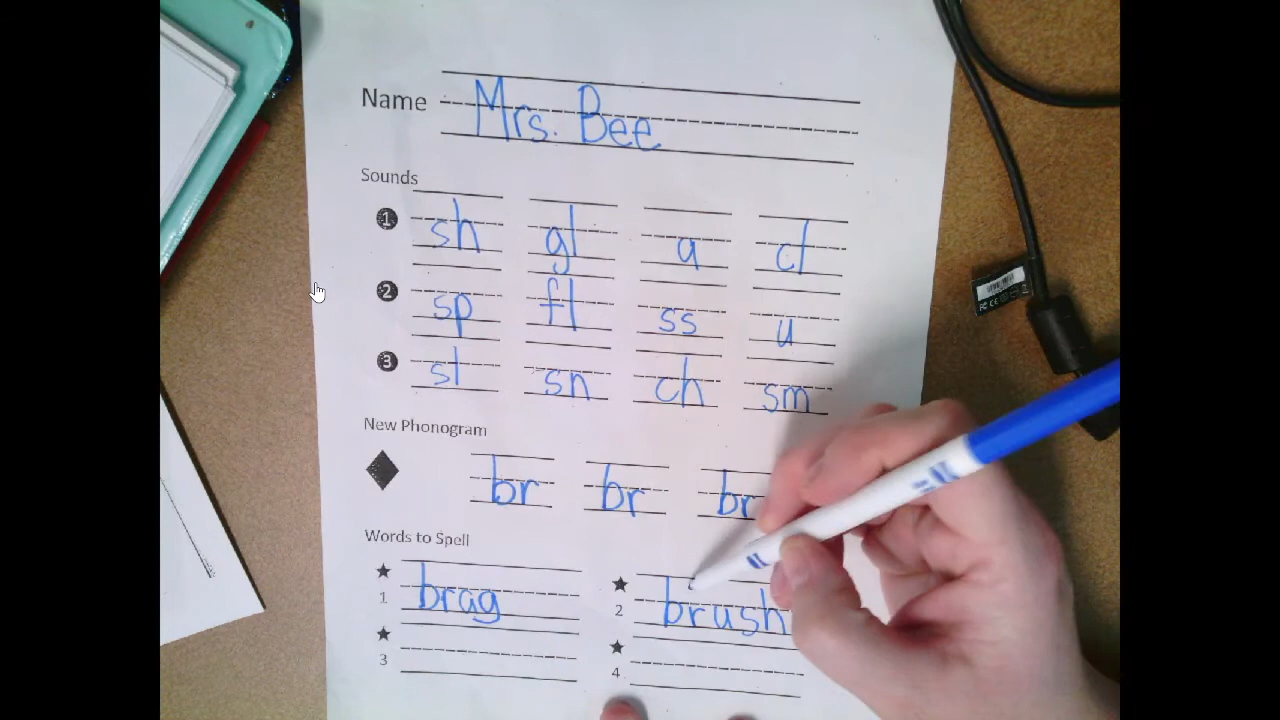 Name Mrs. Bee
Sounds
1 sh gl a cl
2 sp fl ss u
3 sl sn ch sm
New Phonogram
br br br
Words to Spell
1 brag 2 brush
3 4